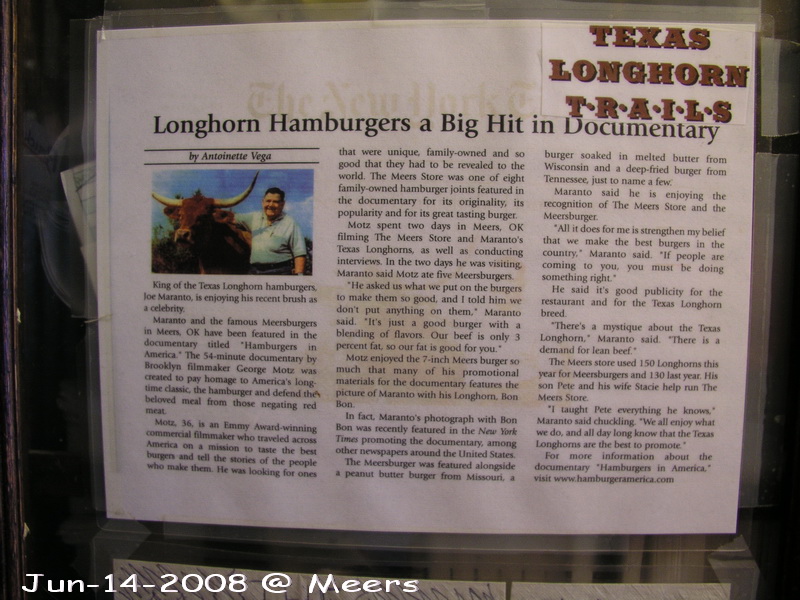 TEXAS
LONGHORN
T·R·A·I·L·S
The New York T
Longhorn Hamburgers a Big Hit in Documentary
by Antoinette Vega
King of the Texas Longhorn hamburgers,
Joe Maranto, is enjoying his recent brush as
a celebrity.
Maranto and the famous Meersburgers
in Meers, OK have been featured in the
documentary titled "Hamburgers in
America." The 54-minute documentary by
Brooklyn filmmaker George Motz was
created to pay homage to America's long-
time classic, the hamburger and defend the
beloved meal from those negating red
meat.
Motz, 36, is an Emmy Award-winning
commercial filmmaker who traveled across
America on a mission to taste the best
burgers and tell the stories of the people
who make them. He was looking for ones
that were unique, family-owned and so
good that they had to be revealed to the
world. The Meers Store was one of eight
family-owned hamburger joints featured in
the documentary for its originality, its
popularity and for its great tasting burger.
Motz spent two days in Meers, OK
filming The Meers Store and Maranto's
Texas Longhorns, as well as conducting
interviews. In the two days he was visiting,
Maranto said Motz ate five Meersburgers.
"He asked us what we put on the burgers
to make them so good, and I told him we
don't put anything on them," Maranto
said. "It's just a good burger with a
blending of flavors. Our beef is only 3
percent fat, so our fat is good for you."
Motz enjoyed the 7-inch Meers burger so
much that many of his promotional
materials for the documentary features the
picture of Maranto with his Longhorn, Bon
Bon.
In fact, Maranto's photograph with Bon
Bon was recently featured in the New York
Times promoting the documentary, among
other newspapers around the United States.
The Meersburger was featured alongside
a peanut butter burger from Missouri, a
burger soaked in melted butter from
Wisconsin and a deep-fried burger from
Tennessee, just to name a few.
Maranto said he is enjoying the
recognition of The Meers Store and the
Meersburger.
"All it does for me is strengthen my belief
that we make the best burgers in the
country," Maranto said. "If people are
coming to you, you must be doing
something right."
He said it's good publicity for the
restaurant and for the Texas Longhorn
breed.
"There's a mystique about the Texas
Longhorn," Maranto said. "There is a
demand for lean beef."
The Meers store used 150 Longhorns this
year for Meersburgers and 130 last year. His
son Pete and his wife Stacie help run The
Meers Store.
"I taught Pete everything he knows,"
Maranto said chuckling. "We all enjoy what
we do, and all day long know that the Texas
Longhorns are the best to promote."
For more information about the
documentary "Hamburgers in America,"
visit www.hamburgeramerica.com
Jun-14-2008 @ Meers